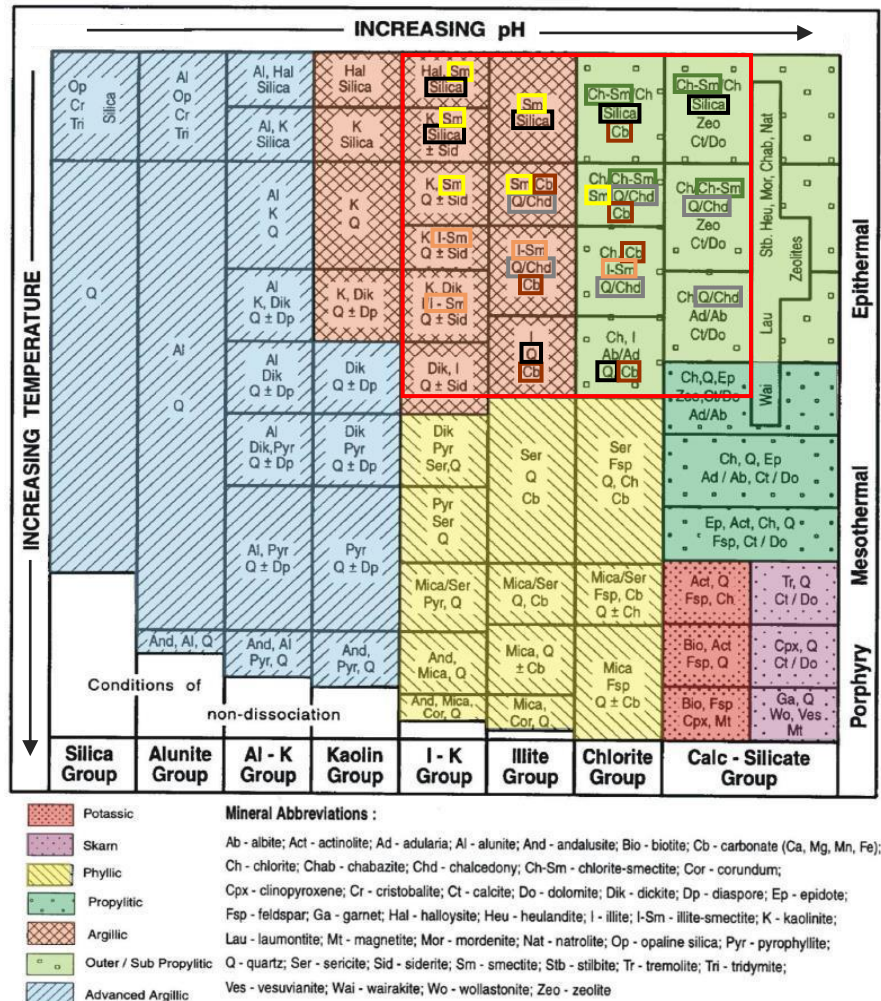 INCREASING pH
INCREASING TEMPERATURE
Op
Cr
Tri
Silica
Q
Al
Op
Cr
Tri
Al
Q
And, Al, Q
Al, Hal
Silica
Al, K
Silica
Al
K
Q
Al
K, Dik
Q ± Dp
Al
Dik
Q ± Dp
Al
Dik,Pyr
Q ± Dp
Al, Pyr
Q ± Dp
And, Al
Pyr, Q
Hal
Silica
K
Silica
K
Q
K, Dik
Q ± Dp
Dik
Q ± Dp
Dik
Pyr
Q ± Dp
Pyr
Q ± Dp
And,
Pyr, Q
Hal, Sm
Silica
K, Sm
Silica
± Sid
K, Sm
Q ± Sid
K I-Sm
Q ± Sid
K, Dik
I - Sm
Q ± Sid
Dik, I
Q ± Sid
Dik
Pyr
Ser,Q
Pyr
Ser
Q
Mica/Ser
Pyr, Q
And,
Mica, Q
And, Mica,
Cor, Q
Sm
Silica
Sm Cb
Q/Chd
I-Sm
Q/Chd
Cb
I
Q
Cb
Ser
Q
Cb
Mica/Ser
Q, Cb
Mica, Q
± Cb
Mica,
Cor, Q
Ch-Sm/Ch
Silica
Cb
Ch/Ch-Sm
Sm Q/Chd
Cb
Ch, Cb
I-Sm
Q/Chd
Ch, I
Ab/Ad
Q Cb
Ser
Fsp
Q, Ch
Cb
Mica/Ser
Fsp, Cb
Q ± Ch
Mica
Fsp
Q ± Cb
Ch-Sm/Ch
Silica
Zeo
Ct/Do
Ch/Ch-Sm
Q/Chd
Zeo
Ct/Do
Ch Q/Chd
Ad/Ab
Ct/Do
Ch,Q,Ep
Zeo,Ct/Do
Ad/Ab
Ch, Q, Ep
Ad / Ab, Ct / Do
Ep, Act, Ch, Q
Fsp, Ct / Do
Act, Q
Fsp, Ch
Bio, Act
Fsp, Q
Bio, Fsp
Cpx, Mt
Tr, Q
Ct / Do
Cpx, Q
Ct / Do
Ga, Q
Wo, Ves
Mt
Stb. Heu, Mor, Chab, Nat
Lau
Wai
Zeolites
Epithermal
Mesothermal
Porphyry
Conditions of
non-dissociation
Silica
Group
Alunite
Group
Al - K
Group
Kaolin
Group
I - K
Group
Illite
Group
Chlorite
Group
Calc - Silicate
Group
Potassic
Skarn
Phyllic
Propylitic
Argillic
Outer / Sub Propylitic
Advanced Argillic
Mineral Abbreviations :
Ab - albite; Act - actinolite; Ad - adularia; Al - alunite; And - andalusite; Bio - biotite; Cb - carbonate (Ca, Mg, Mn, Fe);
Ch - chlorite; Chab - chabazite; Chd - chalcedony; Ch-Sm - chlorite-smectite; Cor - corundum;
Cpx - clinopyroxene; Cr - cristobalite; Ct - calcite; Do - dolomite; Dik - dickite; Dp - diaspore; Ep - epidote;
Fsp - feldspar; Ga - garnet; Hal - halloysite; Heu - heulandite; I - illite; I-Sm - illite-smectite; K - kaolinite;
Lau - laumontite; Mt - magnetite; Mor - mordenite; Nat - natrolite; Op - opaline silica; Pyr - pyrophyllite;
Q - quartz; Ser - sericite; Sid - siderite; Sm - smectite; Stb - stilbite; Tr - tremolite; Tri - tridymite;
Ves - vesuvianite; Wai - wairakite; Wo - wollastonite; Zeo - zeolite